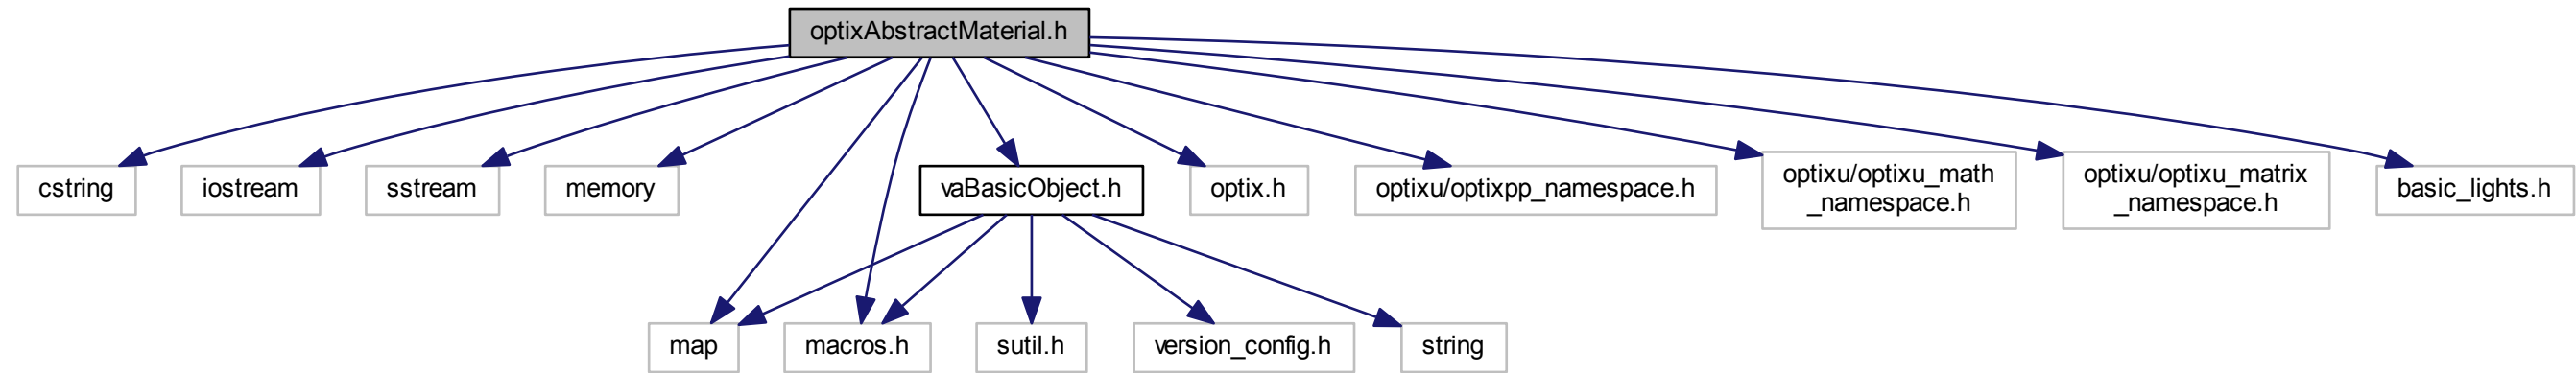 optixAbstractMaterial.h
cstring
iostream
sstream
memory
vaBasicObject.h
optix.h
optixu/optixpp_namespace.h
optixu/optixu_math
_namespace.h
optixu/optixu_matrix
_namespace.h
basic_lights.h
map
macros.h
sutil.h
version_config.h
string